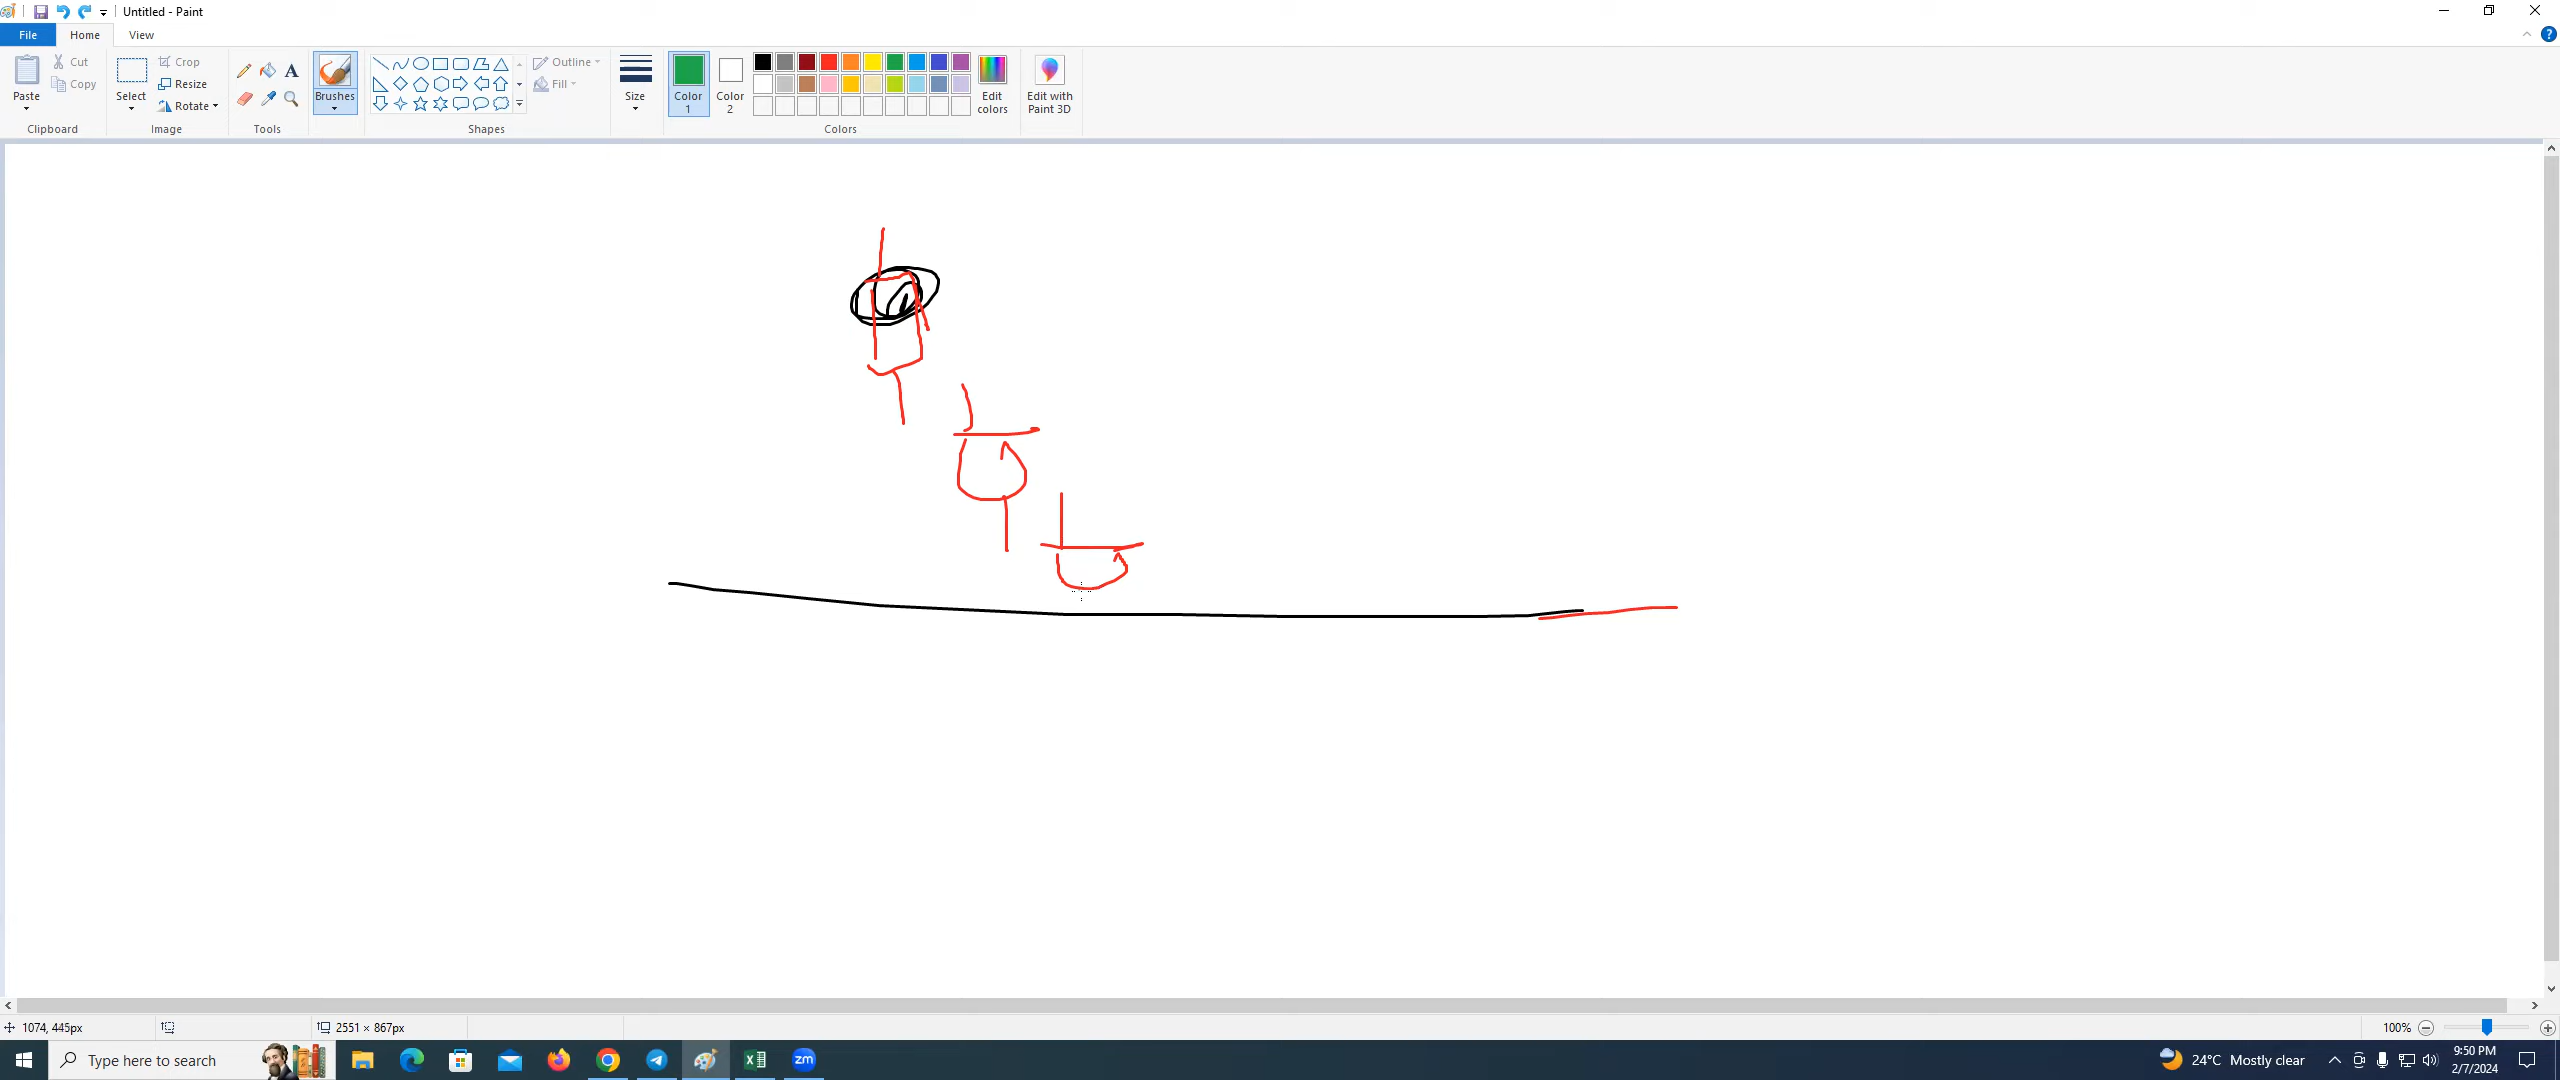 Untitled - Paint
File Home View
Paste
Cut
Copy
Clipboard
Select
Crop
Resize
Rotate
Image
A
Tools
Brushes
Shapes
Outline
Fill
Size
Color 1
Color 2
Colors
Edit colors
Edit with Paint 3D
1074, 445px
2551 × 867px
100%
Type here to search
zm
24°C Mostly clear
9:50 PM
2/7/2024